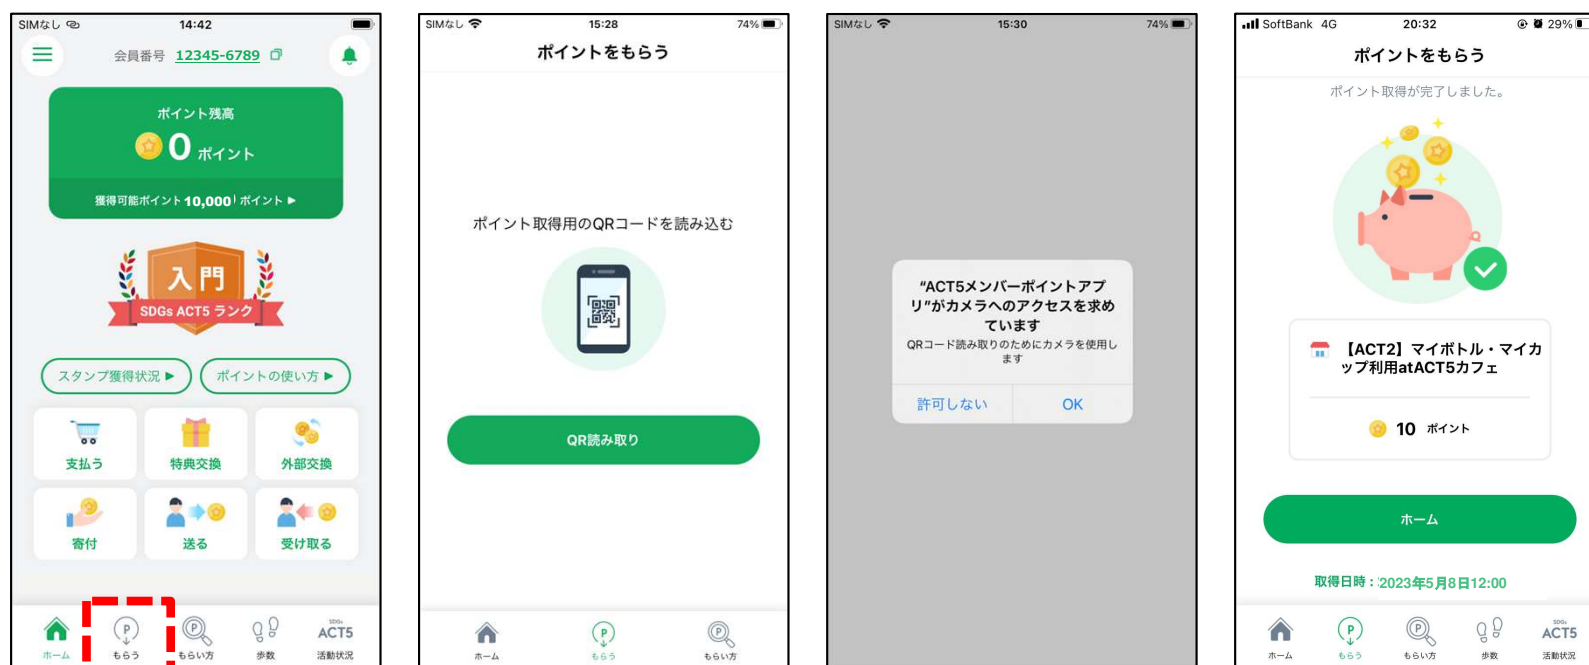 SIMなし 14:42
会員番号 12345-6789
ポイント残高
0 ポイント
獲得可能ポイント 10,000 ポイント ▶
入門
SDGs ACT5 ランク
スタンプ獲得状況 ▶
ポイントの使い方 ▶
支払う
特典交換
外部交換
寄付
送る
受け取る
P
P
SDGs
ACT5
ホーム
もらう
もらい方
歩数
活動状況
SIMなし 15:28 74%
ポイントをもらう
ポイント取得用のQRコードを読み込む
QR読み取り
P
P
ホーム
もらう
もらい方
SIMなし 15:30 74%
“ACT5メンバーポイントアプ
リ”がカメラへのアクセスを求め
ています
QRコード読み取りのためにカメラを使用し
ます
許可しない
OK
SoftBank 4G 20:32 29%
ポイントをもらう
ポイント取得が完了しました。
【ACT2】マイボトル・マイカ
ップ利用atACT5カフェ
10 ポイント
ホーム
取得日時：2023年5月8日12:00
P
P
SDGs
ACT5
ホーム
もらう
もらい方
歩数
活動状況